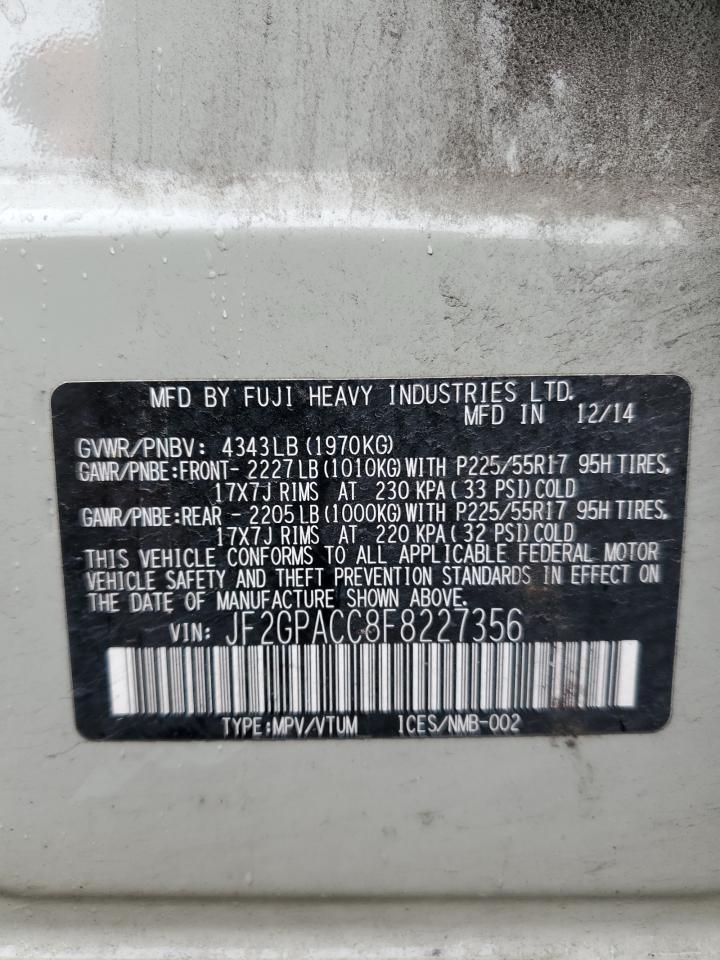 MFD BY FUJI HEAVY INDUSTRIES LTD.
MFD IN 12/14
GVWR/PNBV: 4343LB (1970KG)
GAWR/PNBE:FRONT- 2227LB (1010KG) WITH P225/55R17 95H TIRES,
17X7J RIMS AT 230 KPA (33 PSI) COLD
GAWR/PNBE:REAR - 2205LB (1000KG) WITH P225/55R17 95H TIRES,
17X7J RIMS AT 220 KPA (32 PSI) COLD
THIS VEHICLE CONFORMS TO ALL APPLICABLE FEDERAL MOTOR
VEHICLE SAFETY AND THEFT PREVENTION STANDARDS IN EFFECT ON
THE DATE OF MANUFACTURE SHOWN ABOVE.
VIN: JF2GPACC8F8227356
TYPE:MPV/VTUM ICES/NMB-002